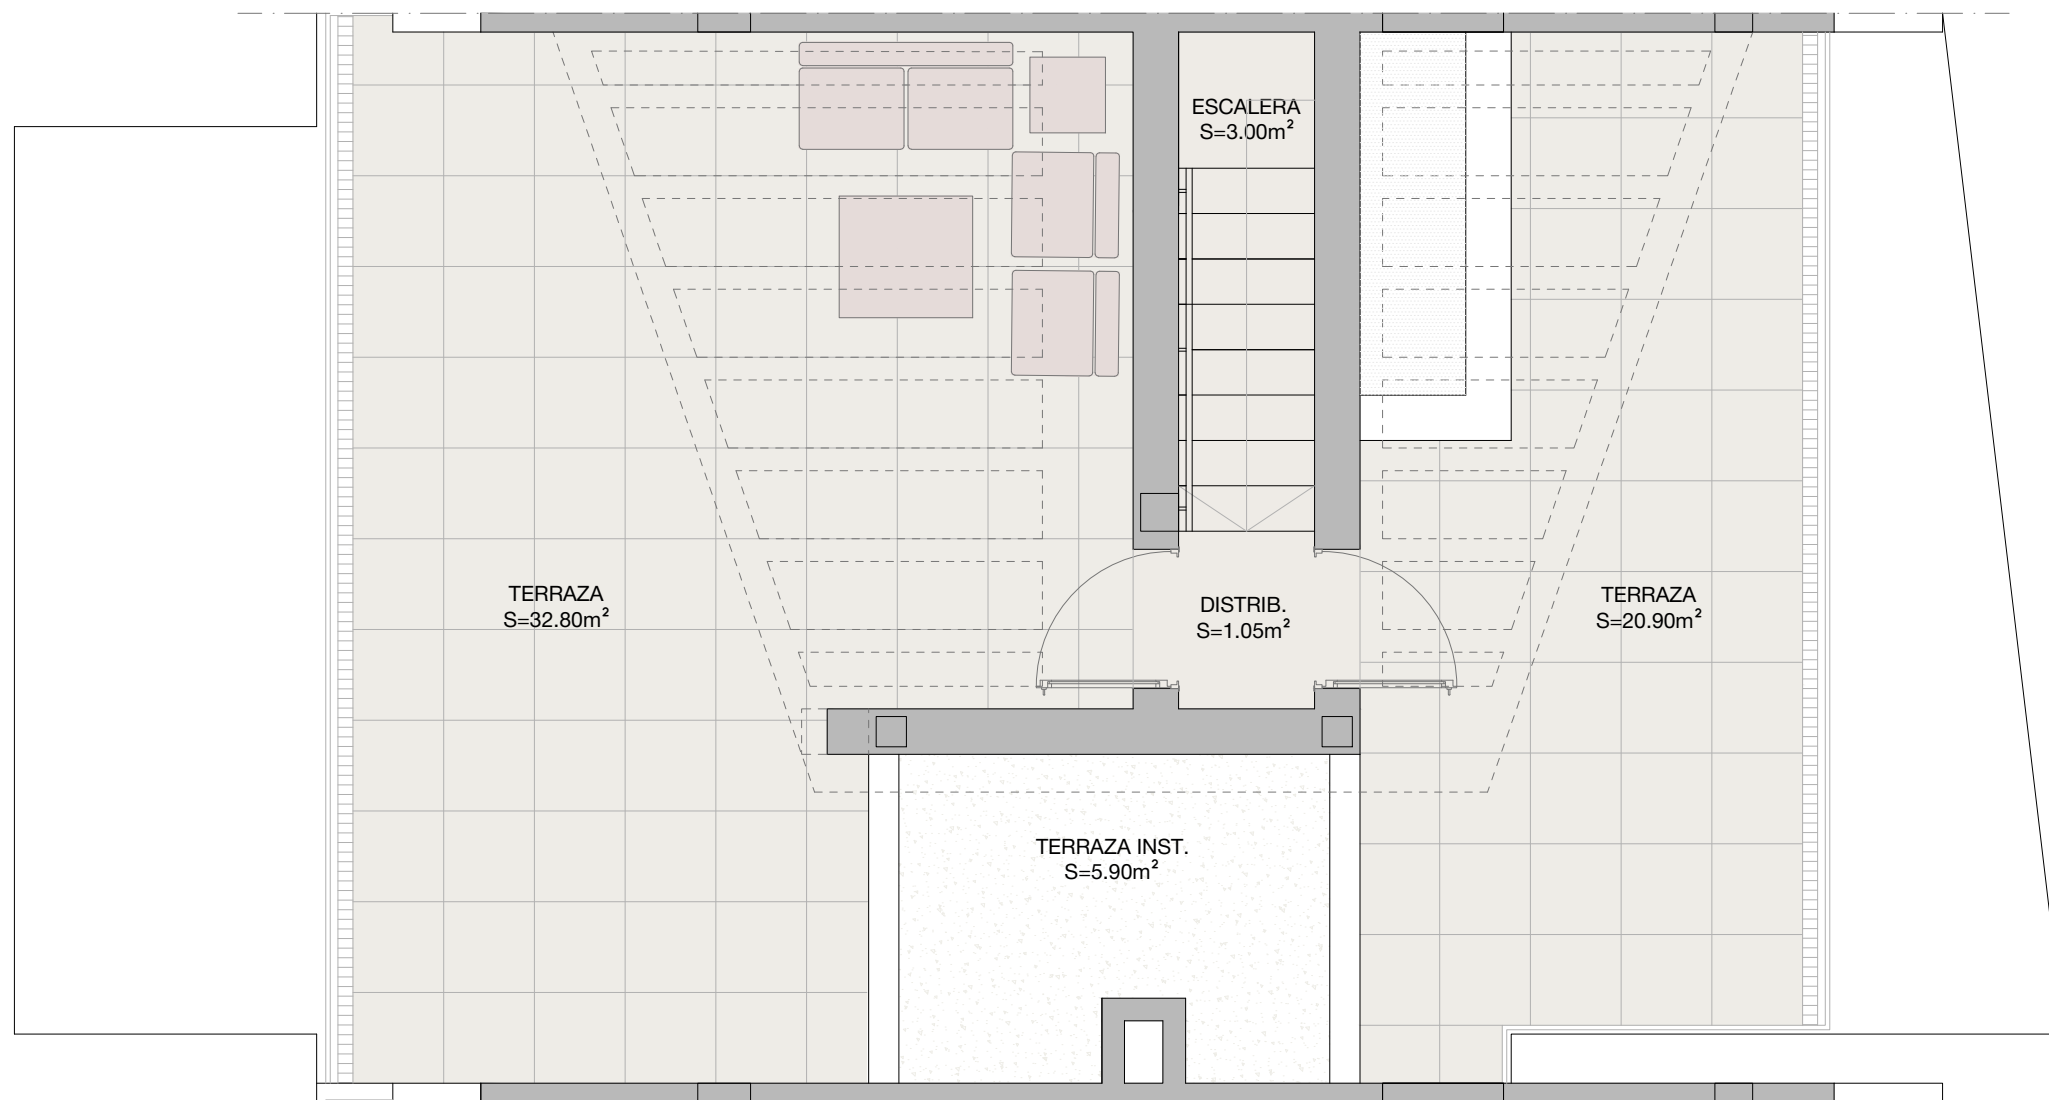 ESCALERA
S=3.00m²
TERRAZA
S=32.80m²
DISTRIB.
S=1.05m²
TERRAZA
S=20.90m²
TERRAZA INST.
S=5.90m²